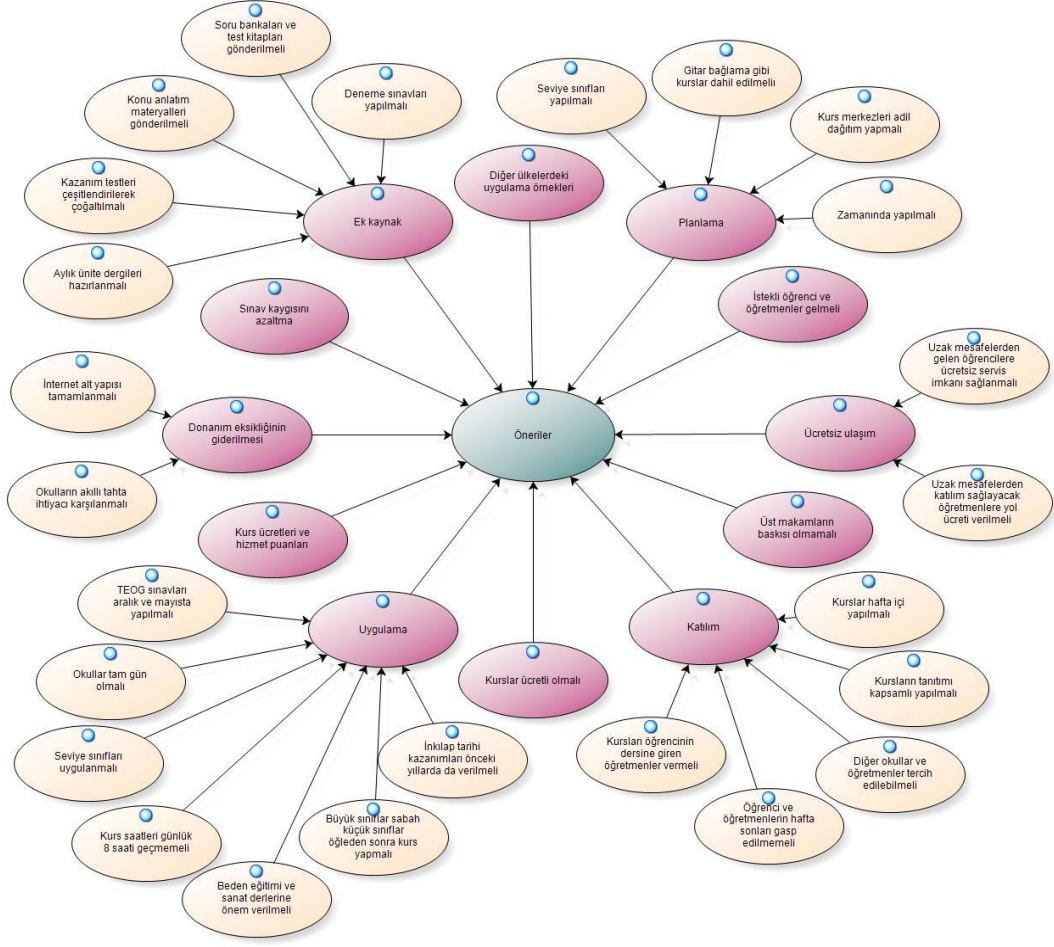 Soru bankaları ve
test kitapları
gönderilmeli
Deneme sınavları
yapılmalı
Konu anlatım
materyalleri
gönderilmeli
Kazanım testleri
çeşitlendirilerek
çoğaltılmalı
Aylık ünite dergileri
hazırlanmalı
Ek kaynak
Diğer ülkelerdeki
uygulama örnekleri
Seviye sınıfları
yapılmalı
Gitar bağlama gibi
kurslar dahil edilmelii
Kurs merkezleri adil
dağıtım yapmalı
Zamanında yapılmalı
Planlama
Sınav kaygısını
azaltma
İstekli öğrenci ve
öğretmenler gelmeli
İnternet alt yapısı
tamamlanmalı
Okulların akıllı tahta
ihtiyacı karşılanmalı
Donanım eksikliğinin
giderilmesi
Öneriler
Ücretsiz ulaşım
Uzak mesafelerden
gelen öğrencilere
ücretsiz servis
imkanı sağlanmalı
Uzak mesafelerden
katılım sağlayacak
öğretmenlere yol
ücreti verilmeli
Kurs ücretleri ve
hizmet puanları
Üst makamların
baskısı olmamalı
TEOG sınavları
aralık ve mayısta
yapılmalı
Okullar tam gün
olmalı
Seviye sınıfları
uygulanmalı
Kurs saatleri günlük
8 saati geçmemeli
Beden eğitimi ve
sanat derlerine
önem verilmeli
Büyük sınıflar sabah
küçük sınıflar
öğleden sonra kurs
yapmalı
İnkılap tarihi
kazanımları önceki
yıllarda da verilmeli
Uygulama
Kurslar ücretli olmalı
Katılım
Kurslar hafta içi
yapılmalı
Kursların tanıtımı
kapsamlı yapılmalı
Diğer okullar ve
öğretmenler tercih
edilebilmeli
Öğrenci ve
öğretmenlerin hafta
sonları gasp
edilmemeli
Kursları öğrencinin
dersine giren
öğretmenler vermeli